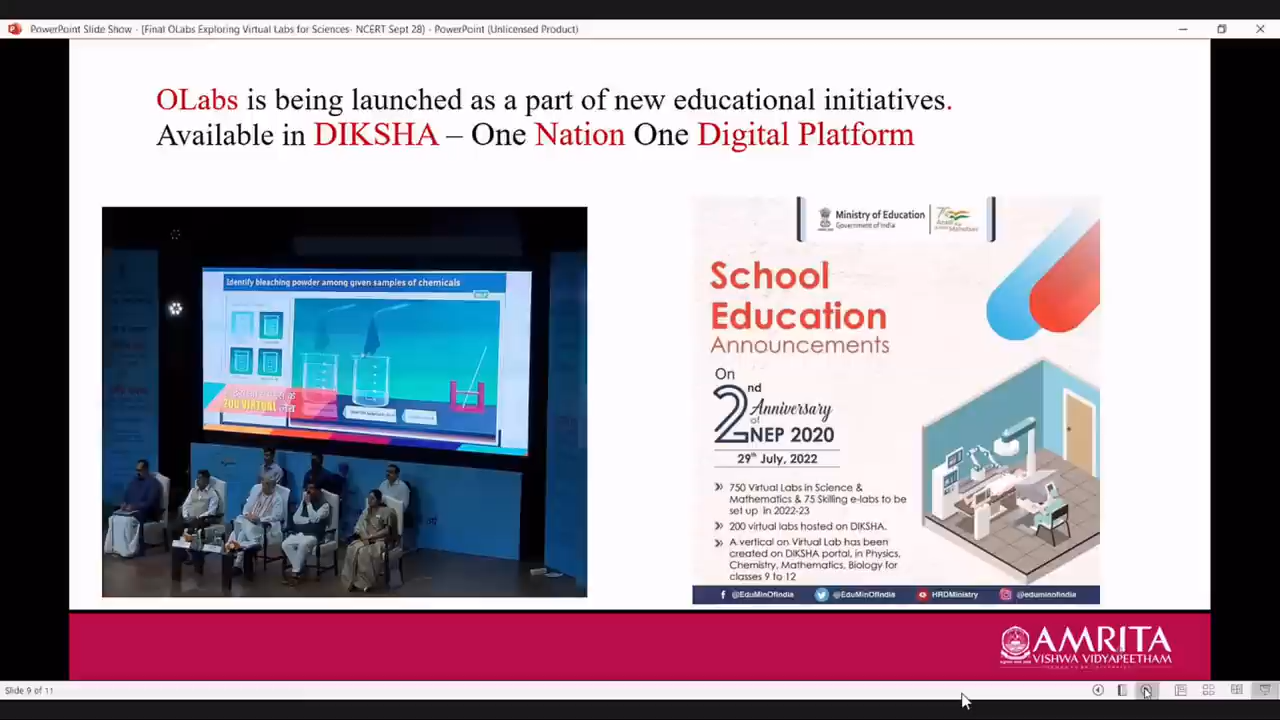 PowerPoint Slide Show - [Final OLabs Exploring Virtual Labs for Sciences- NCERT Sept 28] - PowerPoint (Unlicensed Product)
OLabs is being launched as a part of new educational initiatives.
Available in DIKSHA – One Nation One Digital Platform
Identify bleaching powder among given samples of chemicals
200 VIRTUAL लैब
Ministry of Education
Government of India
School
Education
Announcements
On
2nd Anniversary
of
NEP 2020
29th July, 2022
750 Virtual Labs in Science &
Mathematics & 75 Skilling e-labs to be
set up in 2022-23
200 virtual labs hosted on DIKSHA.
A vertical on Virtual Lab has been
created on DIKSHA portal, in Physics,
Chemistry, Mathematics, Biology for
classes 9 to 12
@EduMinOfIndia @EduMinOfIndia HRDMinistry @eduminofindia
AMRITA
VISHWA VIDYAPEETHAM
Slide 9 of 11